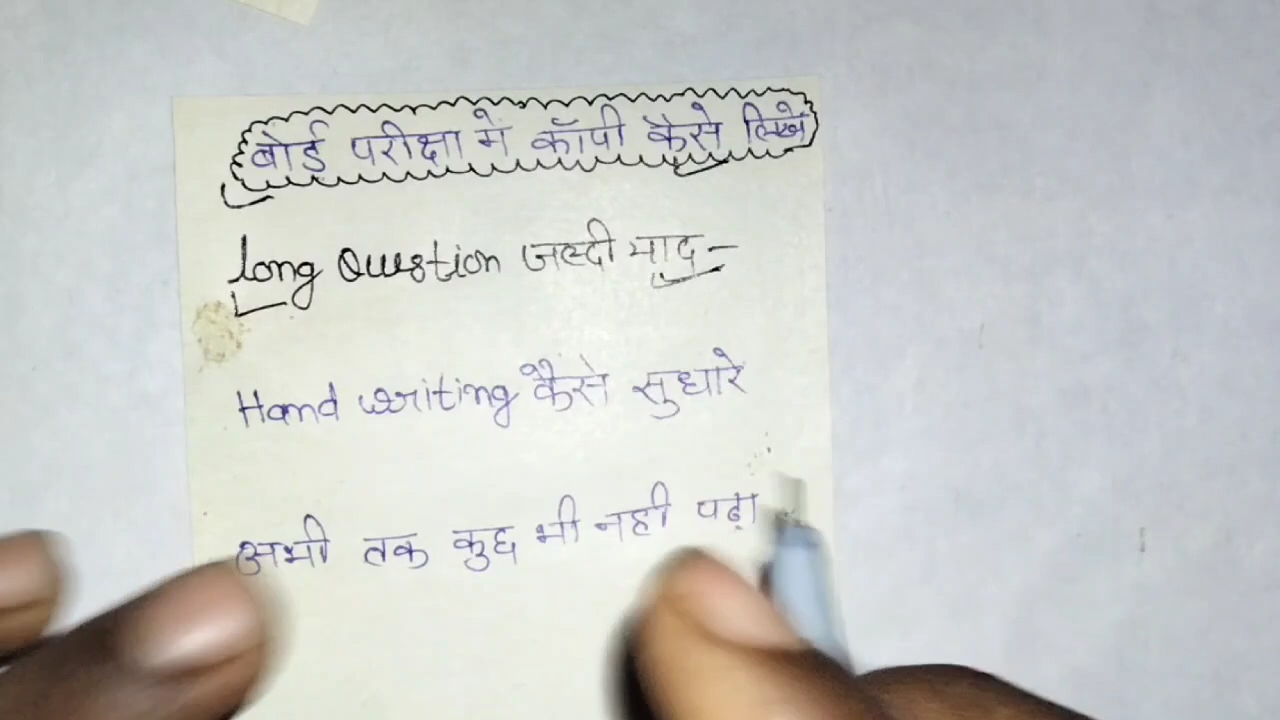 बोर्ड परीक्षा में कॉपी कैसे लिखे
Long Question जल्दी याद-
Hand writing कैसे सुधारे
अभी तक कुछ भी नही पढ़ा